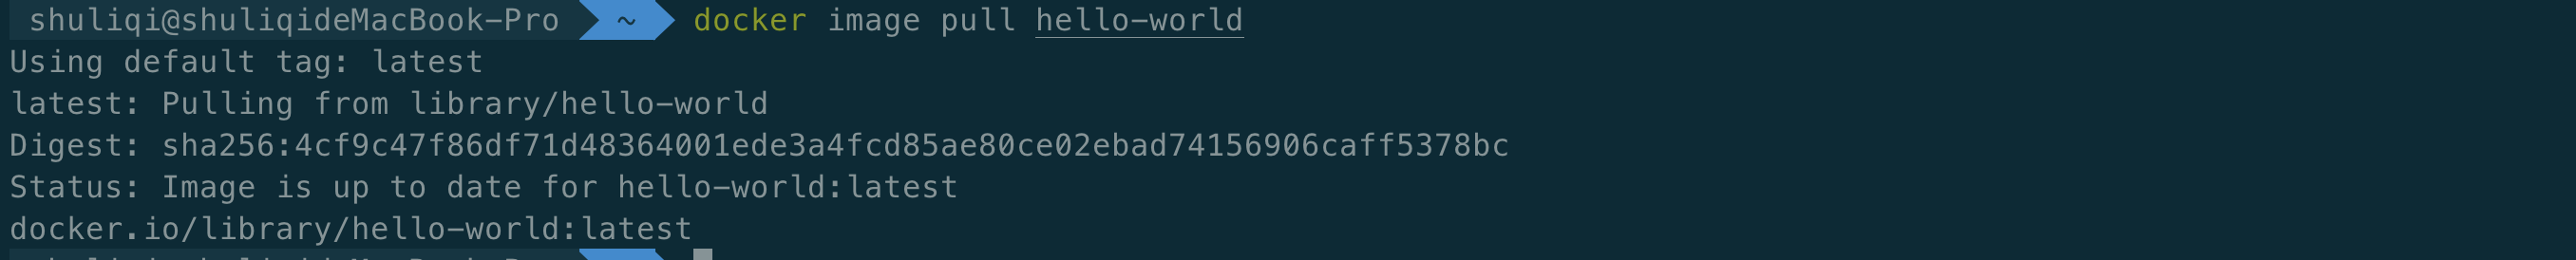 shuliqi@shuliqideMacBook-Pro ~ docker image pull hello-world
Using default tag: latest
latest: Pulling from library/hello-world
Digest: sha256:4cf9c47f86df71d48364001ede3a4fcd85ae80ce02ebad74156906caff5378bc
Status: Image is up to date for hello-world:latest
docker.io/library/hello-world:latest